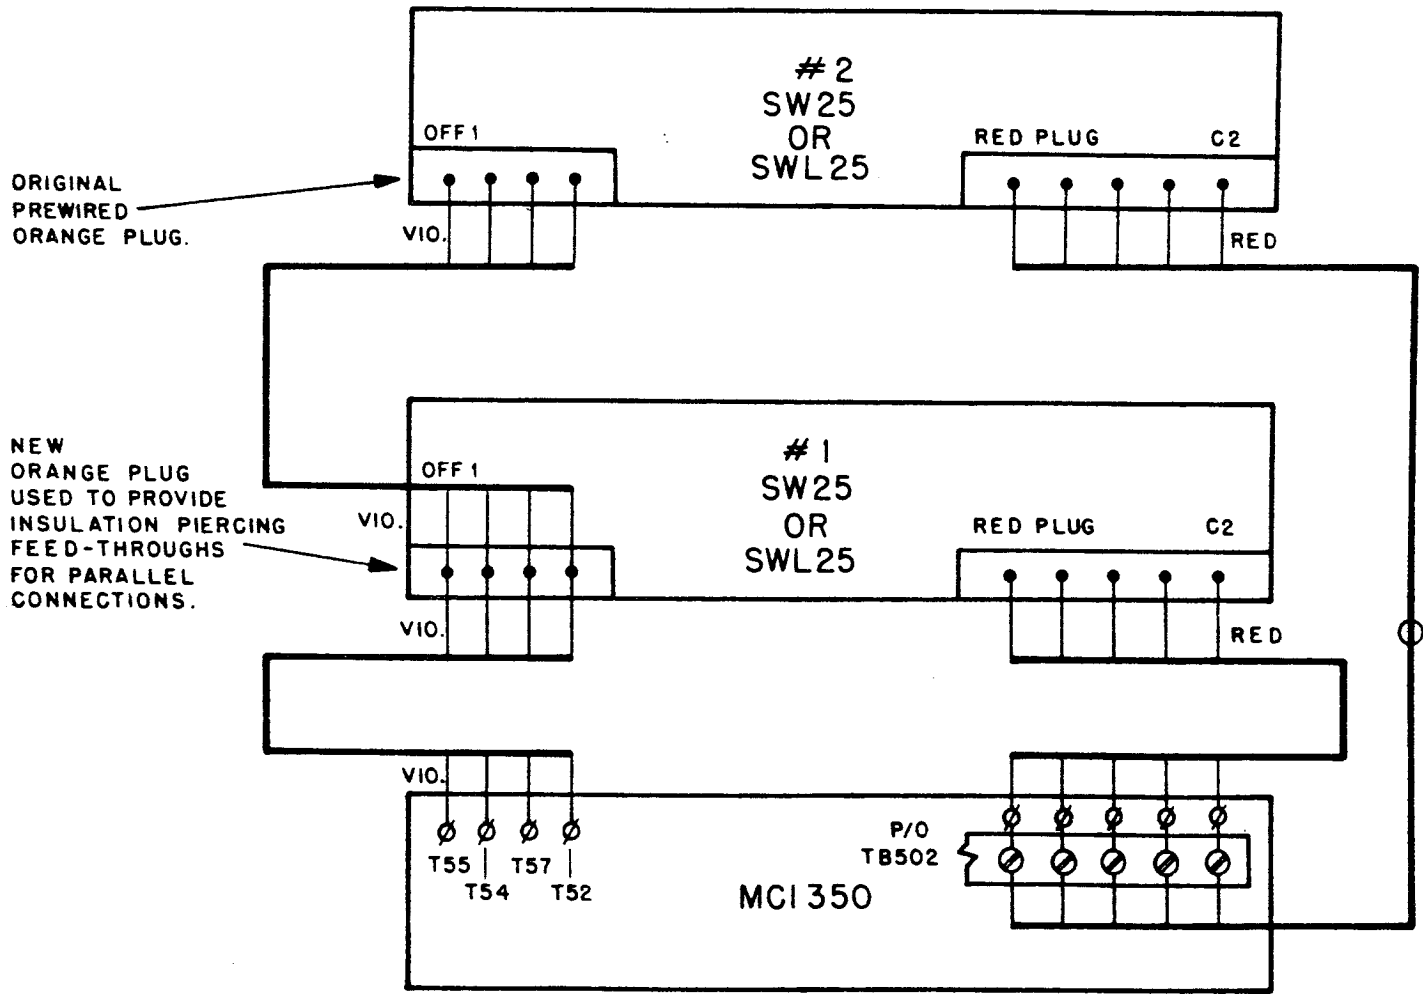 # 2
SW25
OR
SWL25
OFF 1
RED PLUG C2
ORIGINAL
PREWIRED
ORANGE PLUG.
VIO.
RED
NEW
ORANGE PLUG
USED TO PROVIDE
INSULATION PIERCING
FEED-THROUGHS
FOR PARALLEL
CONNECTIONS.
# 1
SW25
OR
SWL25
OFF 1
VIO.
RED PLUG C2
VIO.
RED
VIO.
P/O
TB502
T55 T57
T54 T52
MC1350